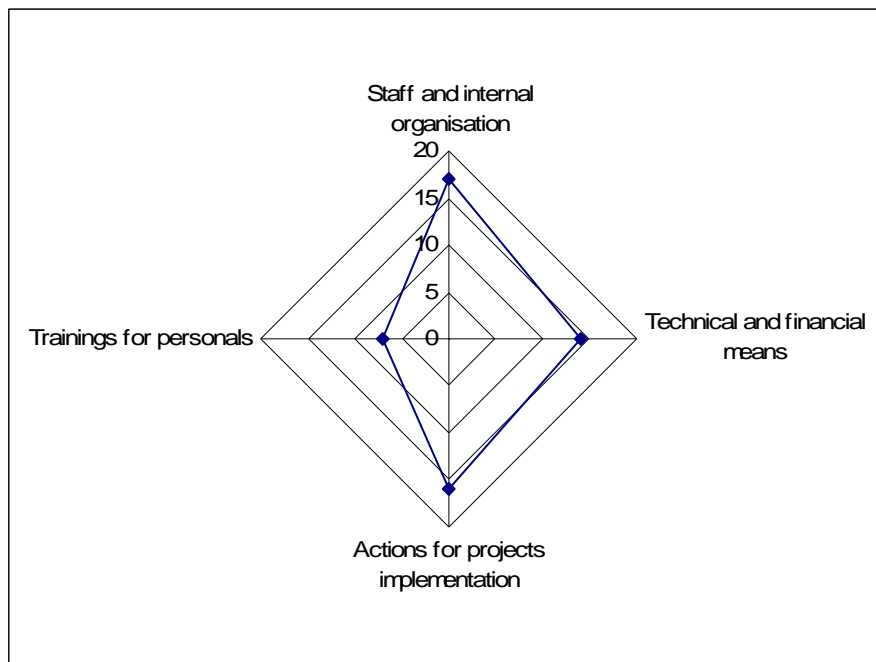 Staff and internal
organisation
20
15
10
5
0
Technical and financial
means
Trainings for personals
Actions for projects
implementation